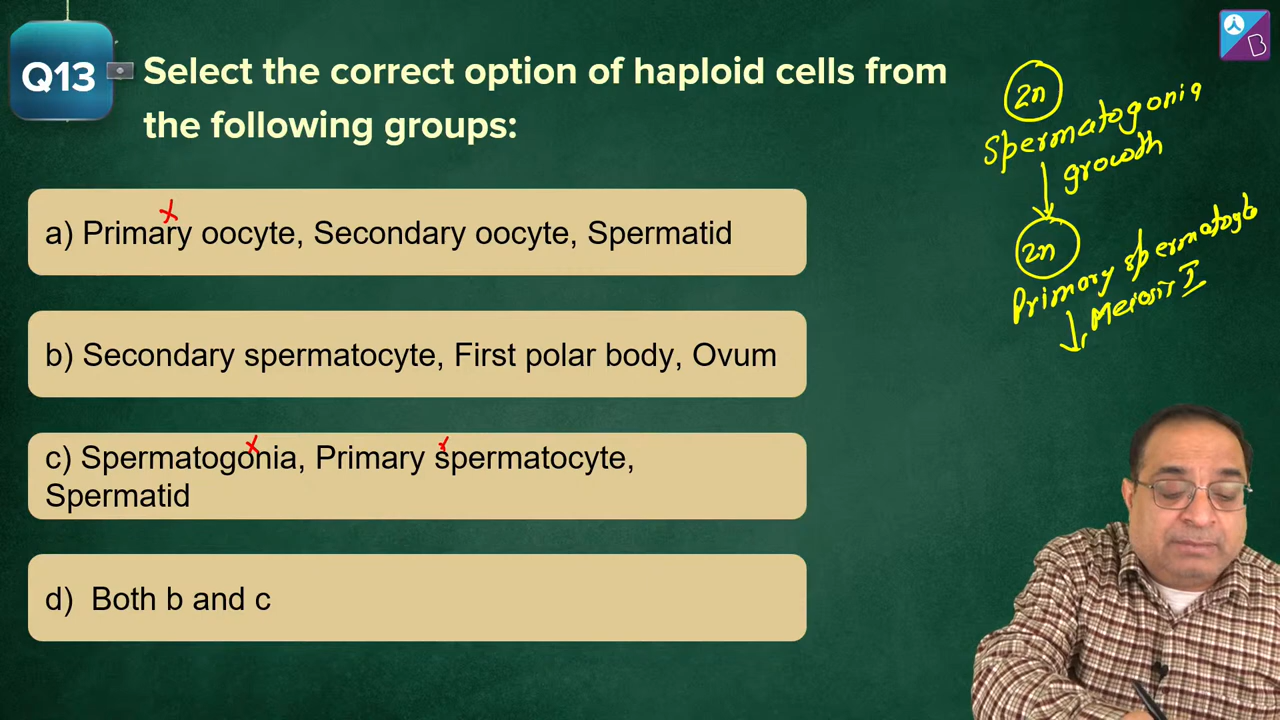 Q13
Select the correct option of haploid cells from
the following groups:
a) Primary oocyte, Secondary oocyte, Spermatid
b) Secondary spermatocyte, First polar body, Ovum
c) Spermatogonia, Primary spermatocyte,
Spermatid
d) Both b and c
2n
Spermatogonia
growth
2n
Primary spermatocyte
Meiosis I
B